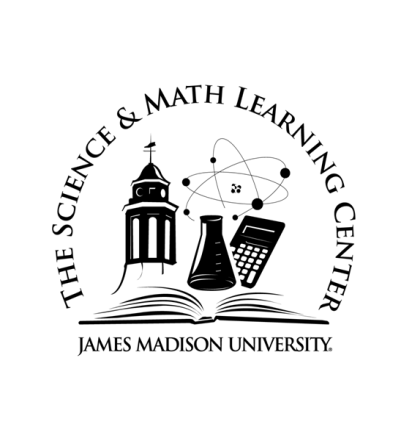 THE SCIENCE & MATH LEARNING CENTER
JAMES MADISON UNIVERSITY®